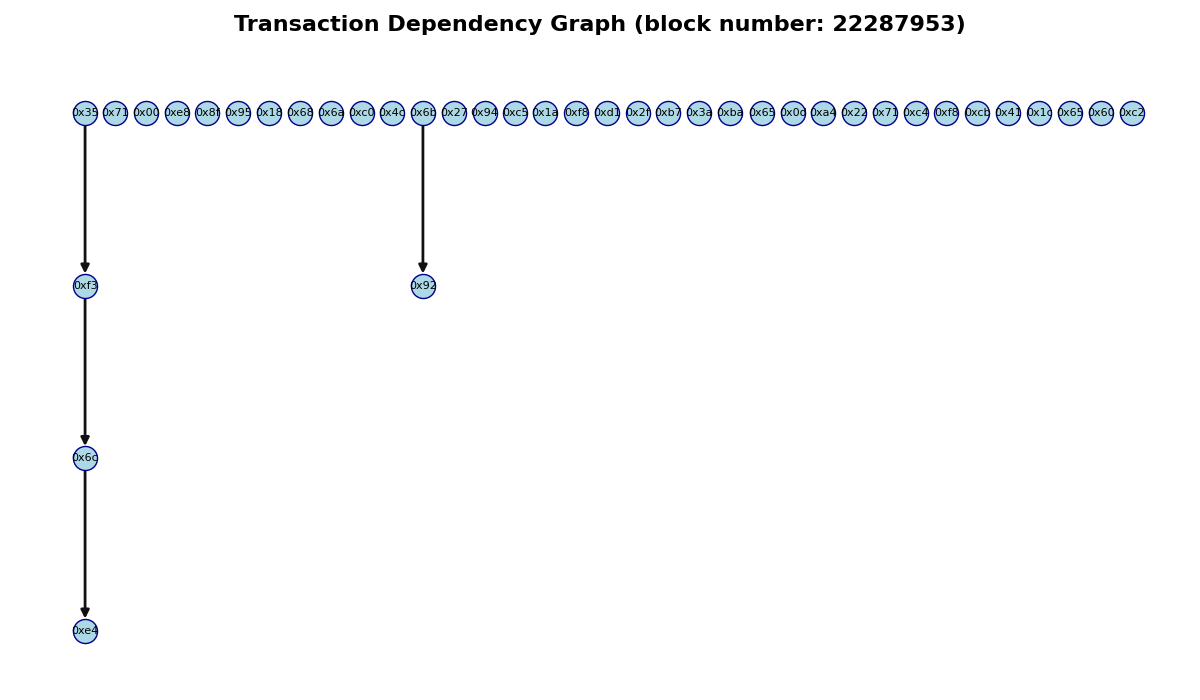 Transaction Dependency Graph (block number: 22287953)
0x35 0x71 0x00 0xe8 0x8f 0x95 0x18 0x68 0x6a 0xc0 0x4c 0x6b 0x27 0x94 0xc5 0x1a 0xf8 0xd1 0x2f 0xb7 0x3a 0xba 0x65 0x0d 0xa4 0x22 0x71 0xc4 0xf8 0xcb 0x41 0x1c 0x65 0x60 0xc2
0xf3 0x92
0x6c
0xe4